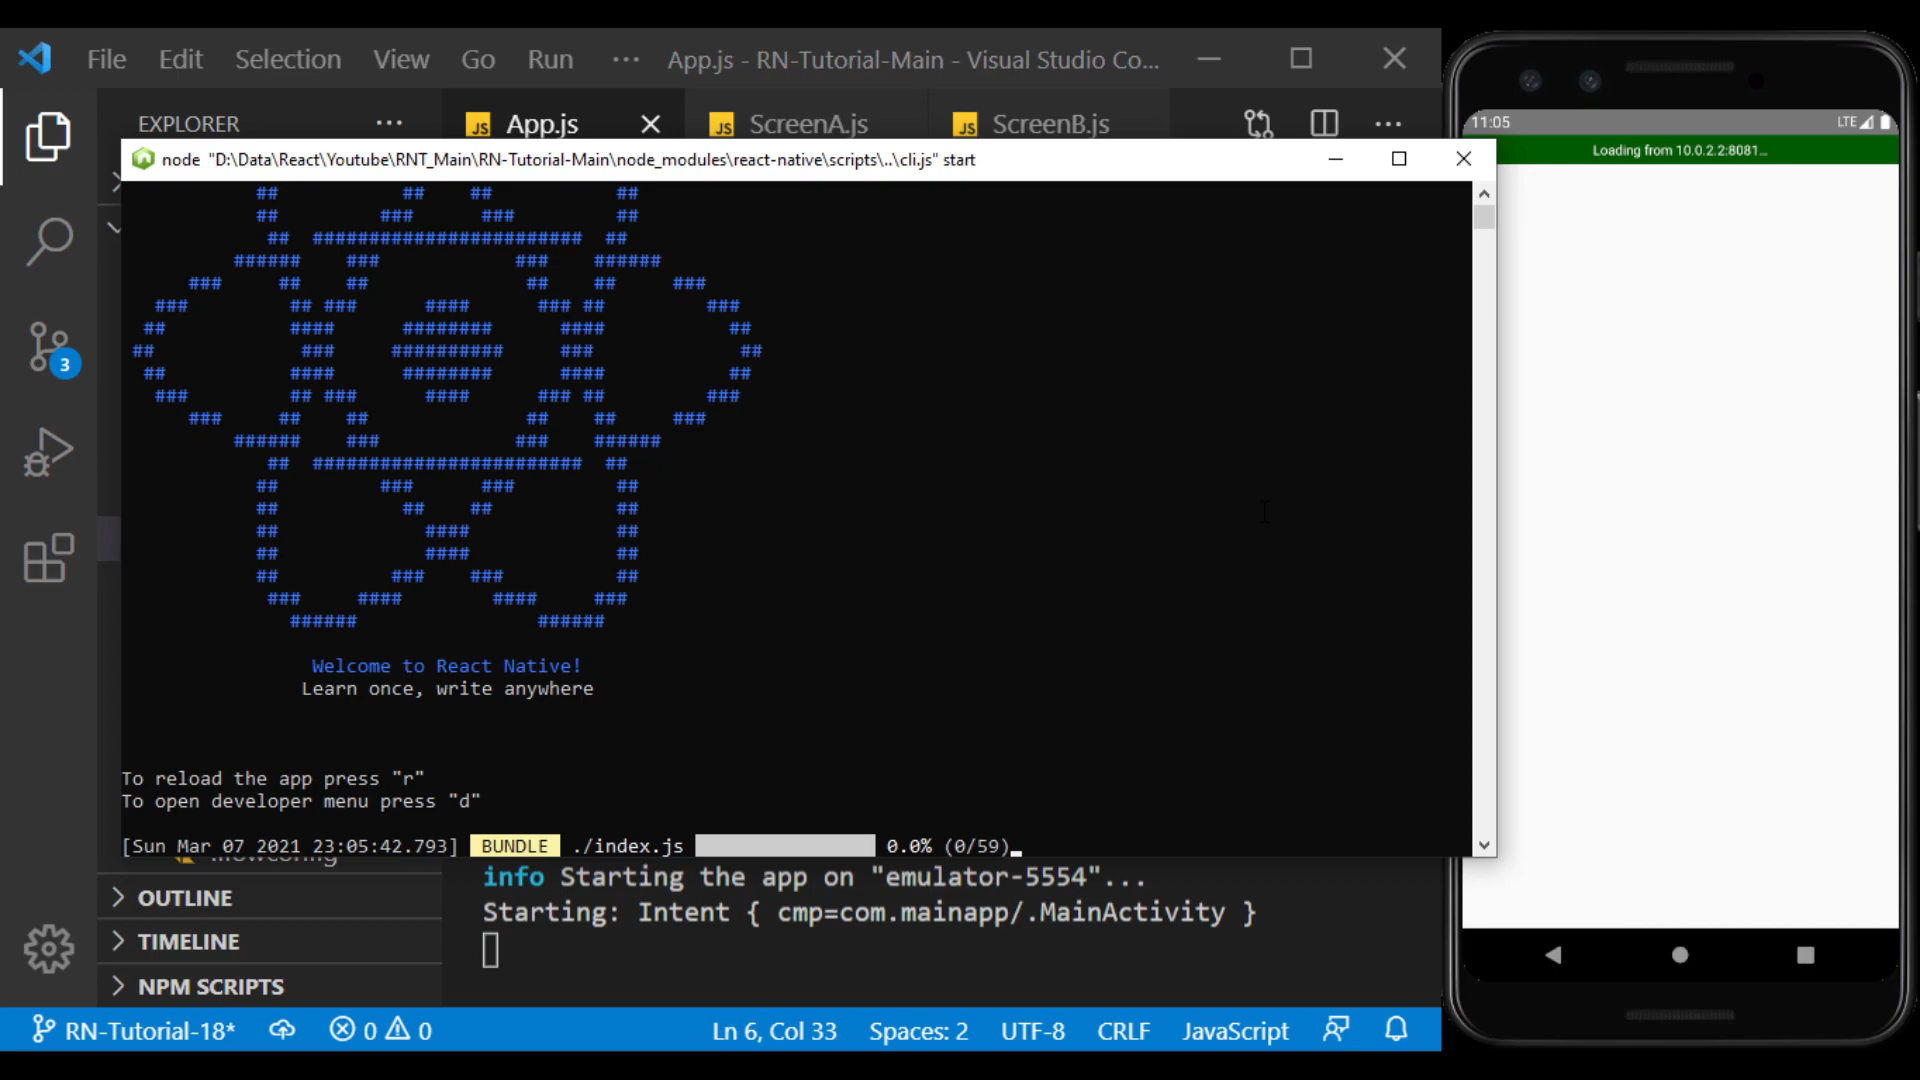 File Edit Selection View Go Run ··· App.js - RN-Tutorial-Main - Visual Studio Co...
EXPLORER ···
JS App.js
JS ScreenA.js
JS ScreenB.js
node "D:\Data\React\Youtube\RNT_Main\RN-Tutorial-Main\node_modules\react-native\scripts\..\cli.js" start
Welcome to React Native!
Learn once, write anywhere
To reload the app press "r"
To open developer menu press "d"
[Sun Mar 07 2021 23:05:42.793] BUNDLE ./index.js 0.0% (0/59)
info Starting the app on "emulator-5554"...
Starting: Intent { cmp=com.mainapp/.MainActivity }
3
OUTLINE
TIMELINE
NPM SCRIPTS
RN-Tutorial-18* 0 0 Ln 6, Col 33 Spaces: 2 UTF-8 CRLF JavaScript
11:05 LTE
Loading from 10.0.2.2:8081...